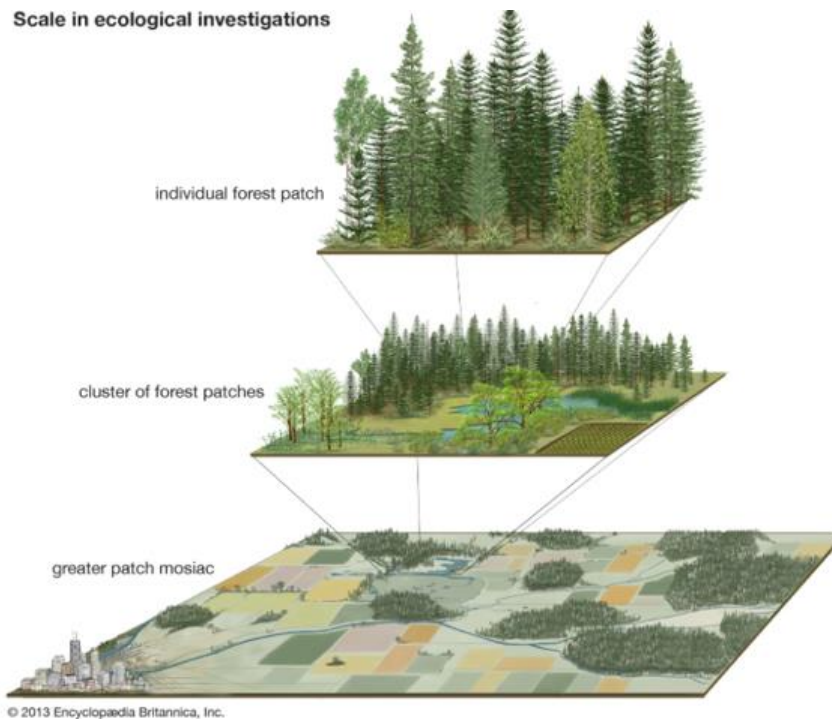 Scale in ecological investigations
individual forest patch
cluster of forest patches
greater patch mosiac
© 2013 Encyclopædia Britannica, Inc.